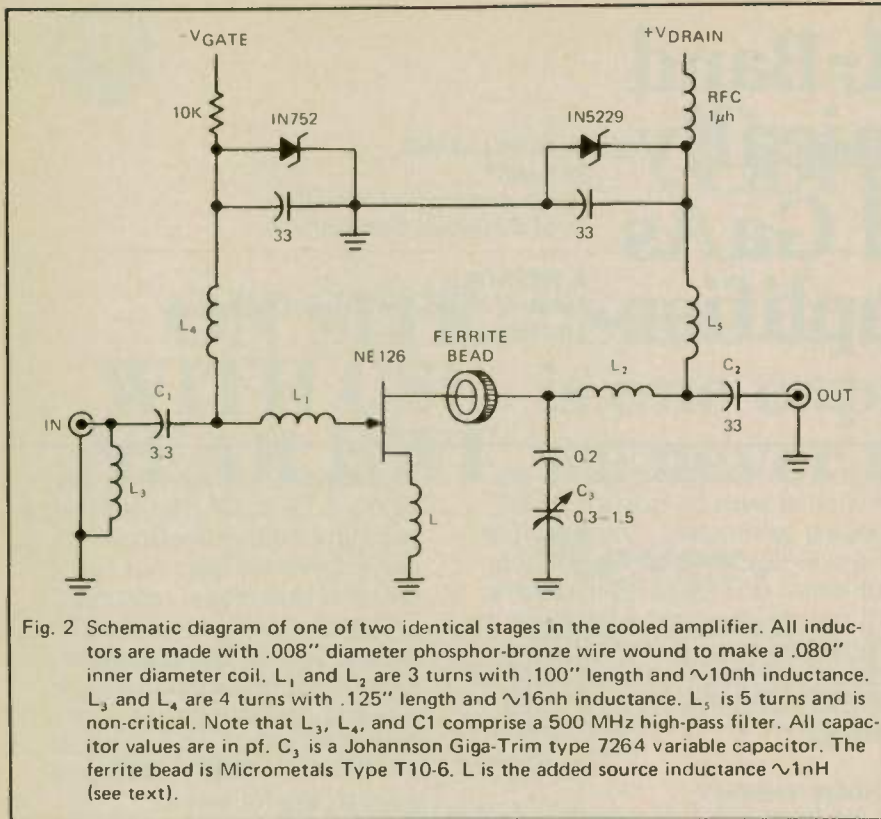 -VGATE
+VDRAIN
10K
IN752
IN5229
RFC
1μh
33
33
L4
L5
NE 126
FERRITE
BEAD
L2
C2
C1
L1
IN
OUT
3.3
33
L3
0.2
C3
0.3-1.5
L
Fig. 2 Schematic diagram of one of two identical stages in the cooled amplifier. All induc-
tors are made with .008" diameter phosphor-bronze wire wound to make a .080"
inner diameter coil. L1 and L2 are 3 turns with .100" length and ∿10nh inductance.
L3 and L4 are 4 turns with .125" length and ∿16nh inductance. L5 is 5 turns and is
non-critical. Note that L3, L4, and C1 comprise a 500 MHz high-pass filter. All capac-
itor values are in pf. C3 is a Johannson Giga-Trim type 7264 variable capacitor. The
ferrite bead is Micrometals Type T10-6. L is the added source inductance ∿1nH
(see text).